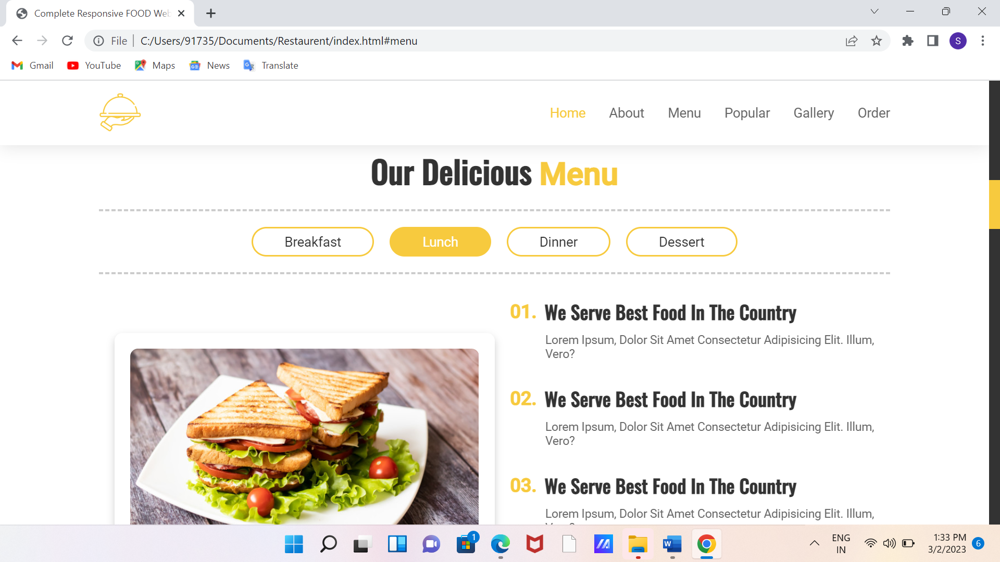 Complete Responsive FOOD Web
File C:/Users/91735/Documents/Restaurent/index.html#menu
S
Gmail YouTube Maps News Translate
Home About Menu Popular Gallery Order
Our Delicious Menu
Breakfast Lunch Dinner Dessert
01. We Serve Best Food In The Country
Lorem Ipsum, Dolor Sit Amet Consectetur Adipisicing Elit. Illum,
Vero?
02. We Serve Best Food In The Country
Lorem Ipsum, Dolor Sit Amet Consectetur Adipisicing Elit. Illum,
Vero?
03. We Serve Best Food In The Country
Lorem Ipsum, Dolor Sit Amet Consectetur Adipisicing Elit. Illum,
1
W
ENG
IN
1:33 PM
3/2/2023
6